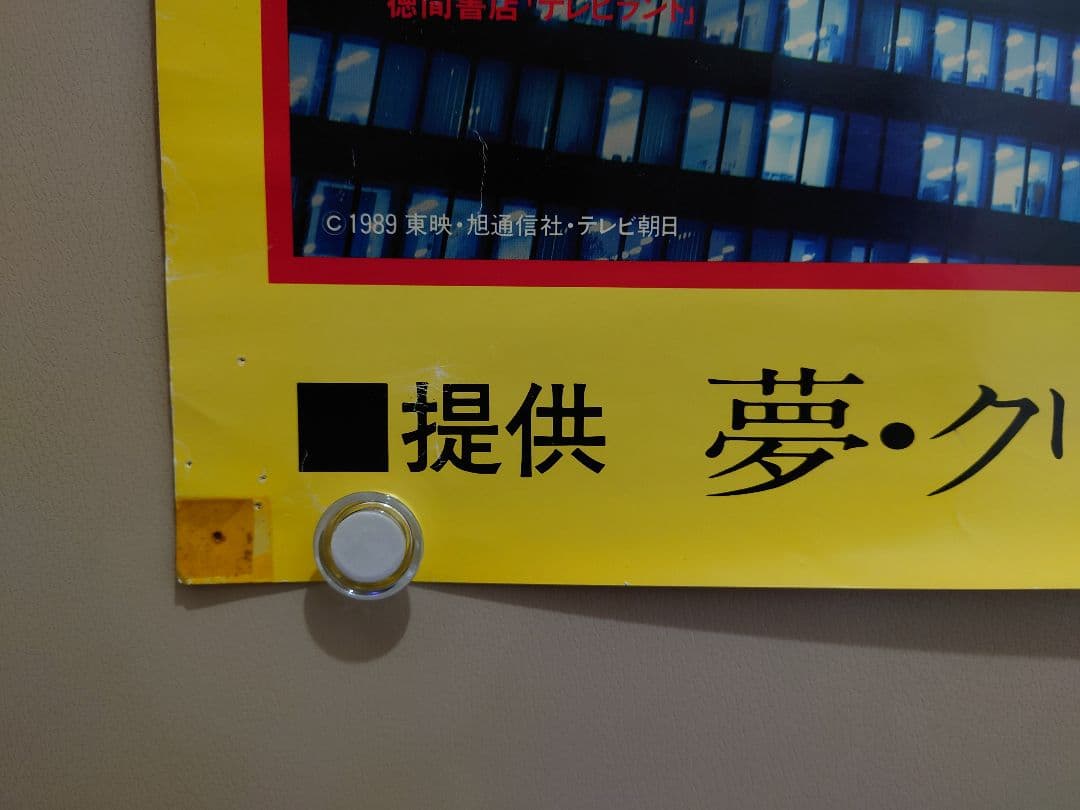 徳間書店「テレビランド」
©1989 東映・旭通信社・テレビ朝日
■提供 夢・クリ